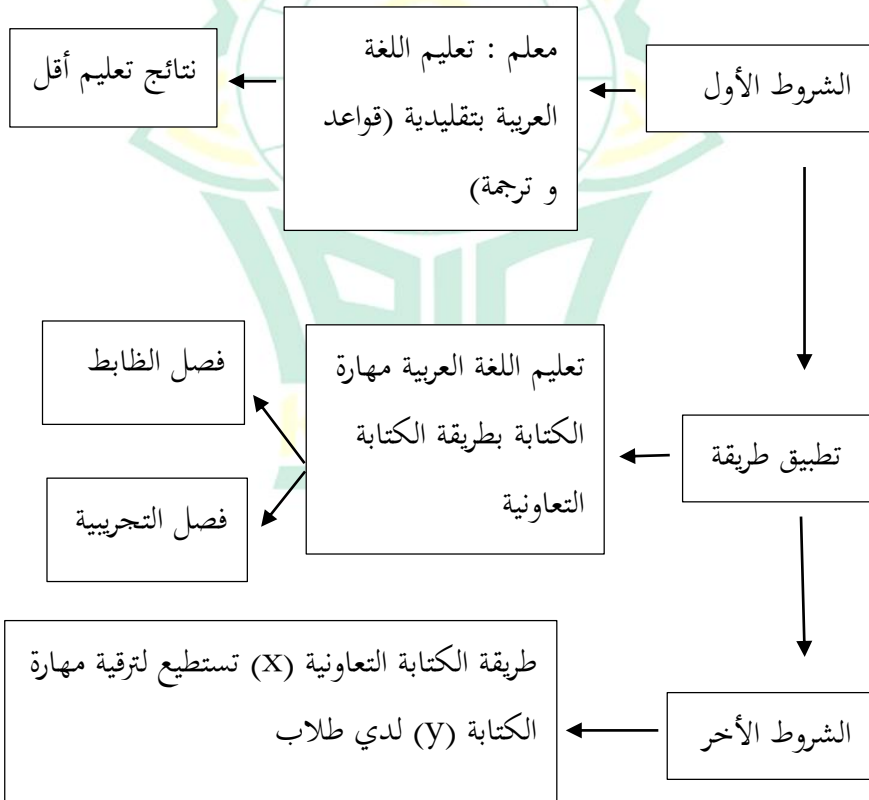 الشروط الأول
معلم : تعليم اللغة
العربية بتقليدية (قواعد
و ترجمة)
نتائج تعليم أقل
تطبيق طريقة
تعليم اللغة العربية مهارة
الكتابة بطريقة الكتابة
التعاونية
فصل الظابط
فصل التجريبية
الشروط الأخر
طريقة الكتابة التعاونية (X) تستطيع لترقية مهارة
الكتابة (y) لدي طلاب